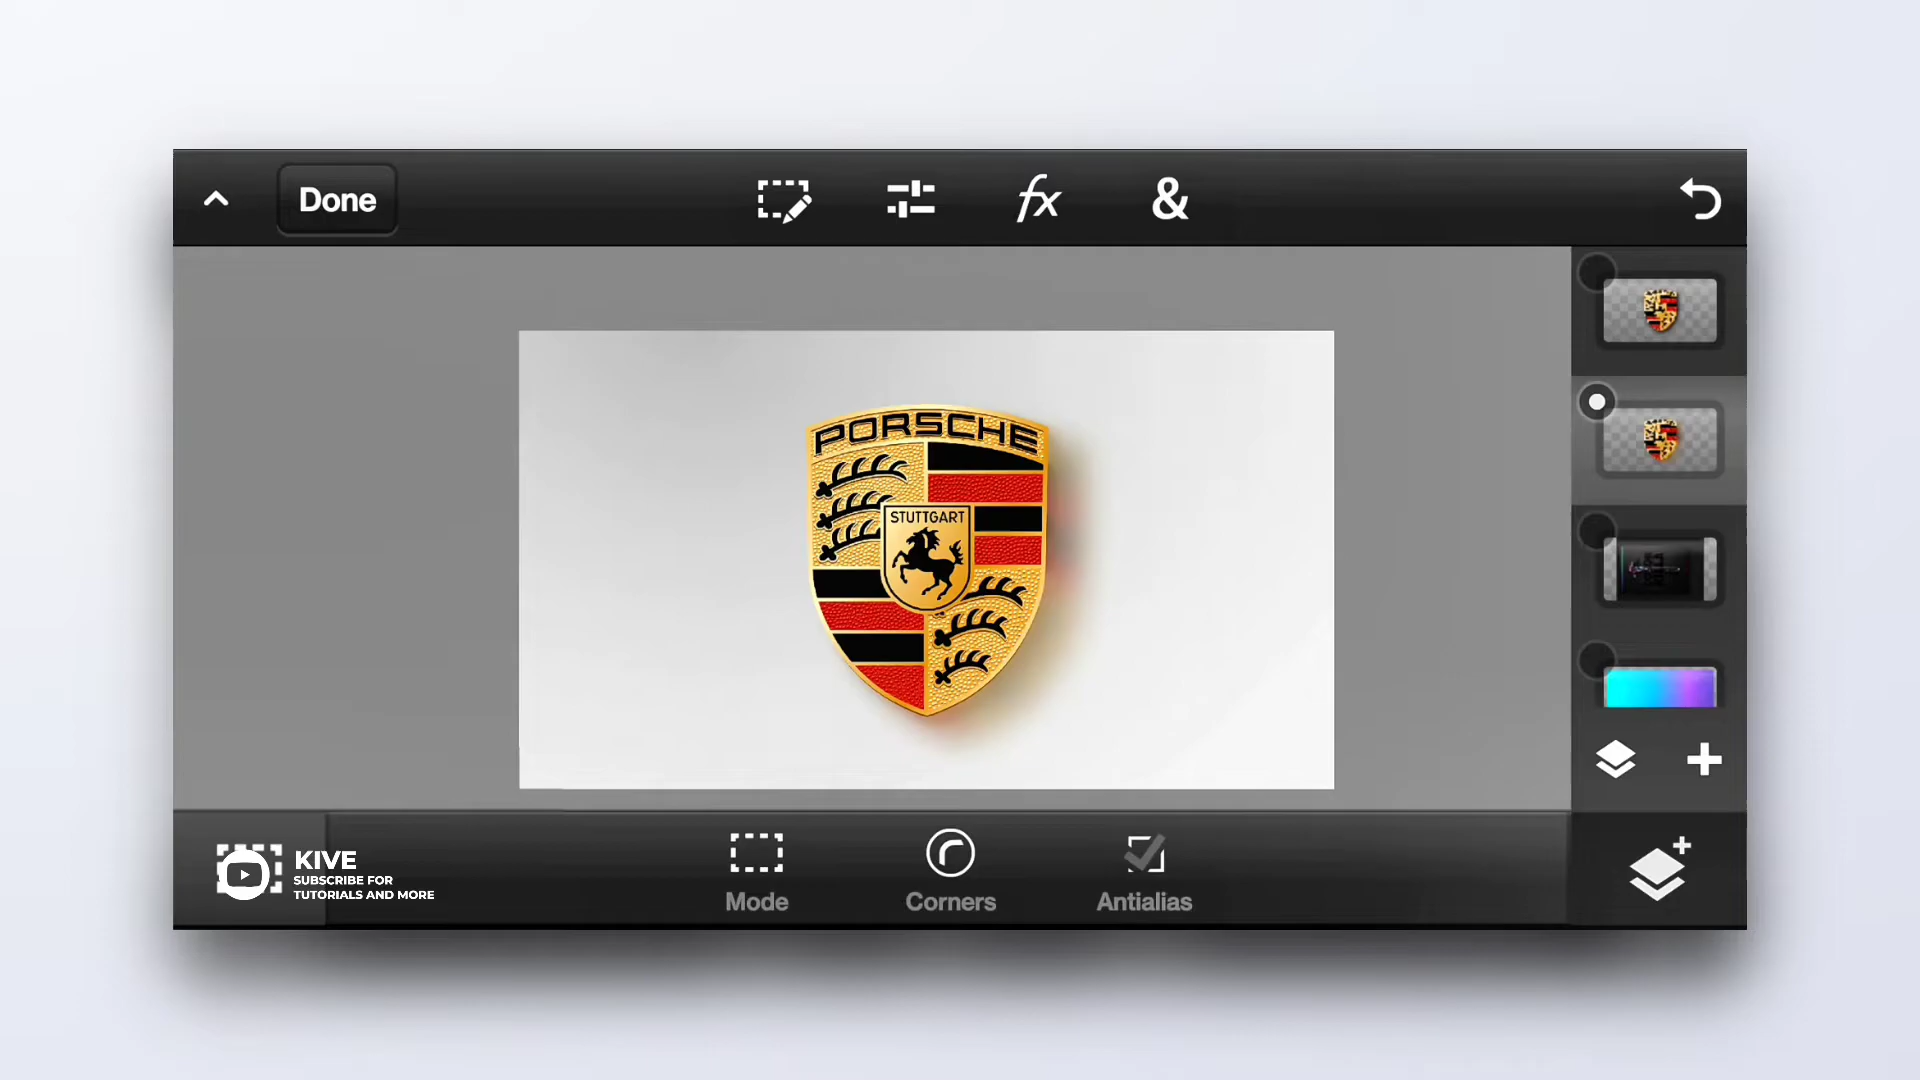 Done
fx
&
PORSCHE
STUTTGART
KIVE
SUBSCRIBE FOR
TUTORIALS AND MORE
Mode
Corners
Antialias